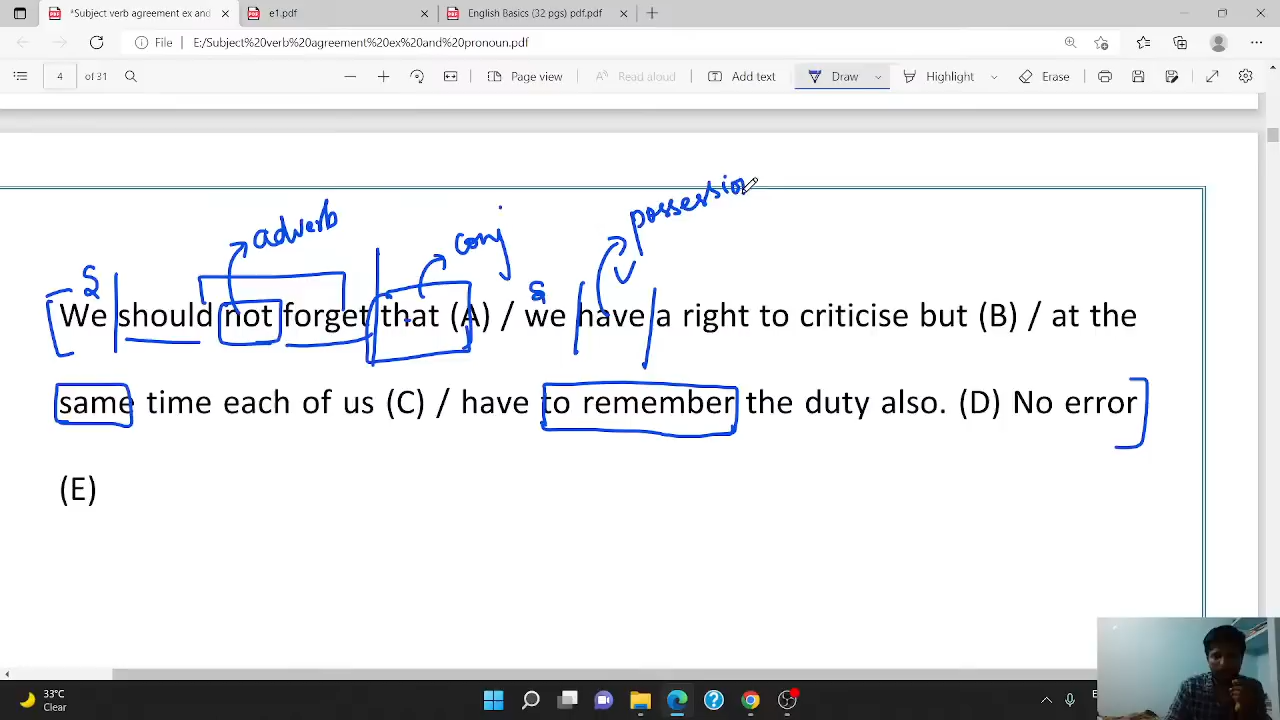 *Subject verb agreement ex and
e1.pdf
English Basics (32 pgs) pdf.pdf
File
E:/Subject%20verb%20agreement%20ex%20and%20pronoun.pdf
4 of 31
Page view
Read aloud
Add text
Draw
Highlight
Erase
possession
adverb
conj
S
S
V
We should not forget that (A) / we have a right to criticise but (B) / at the
same time each of us (C) / have to remember the duty also. (D) No error
(E)
33°C
Clear